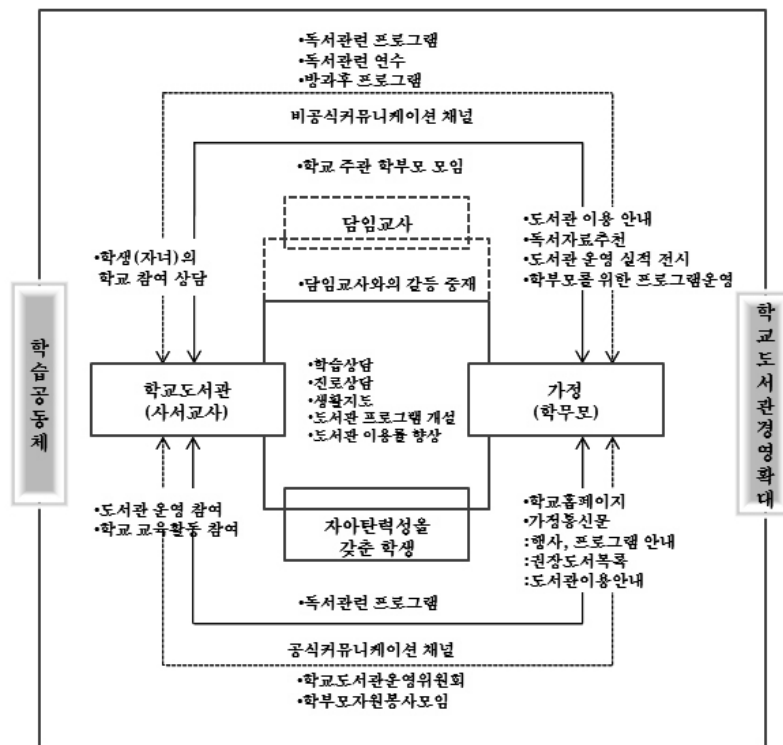 •독서관련 프로그램
•독서관련 연수
•방과후 프로그램
비공식커뮤니케이션 채널
•학교 주관 학부모 모임
담임교사
•도서관 이용 안내
•독서자료추천
•도서관 운영 실적 전시
•학부모를 위한 프로그램운영
•학생(자녀)의
학교 참여 상담
•담임교사와의 갈등 중재
학습공동체
학교도서관경영확대
학교도서관
(사서교사)
•학습상담
•진로상담
•생활지도
•도서관 프로그램 개설
•도서관 이용률 향상
가정
(학무모)
•도서관 운영 참여
•학교 교육활동 참여
자아탄력성을
갖춘 학생
•학교홈페이지
•가정통신문
:행사, 프로그램 안내
:권장도서목록
:도서관이용안내
•독서관련 프로그램
공식커뮤니케이션 채널
•학교도서관운영위원회
•학부모자원봉사모임